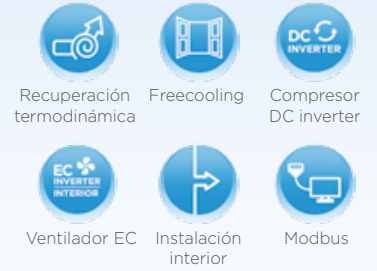 DC
INVERTER
Recuperación
termodinámica
Freecooling
Compresor
DC inverter
EC
INVERTER
INTERIOR
Ventilador EC
Instalación
interior
Modbus